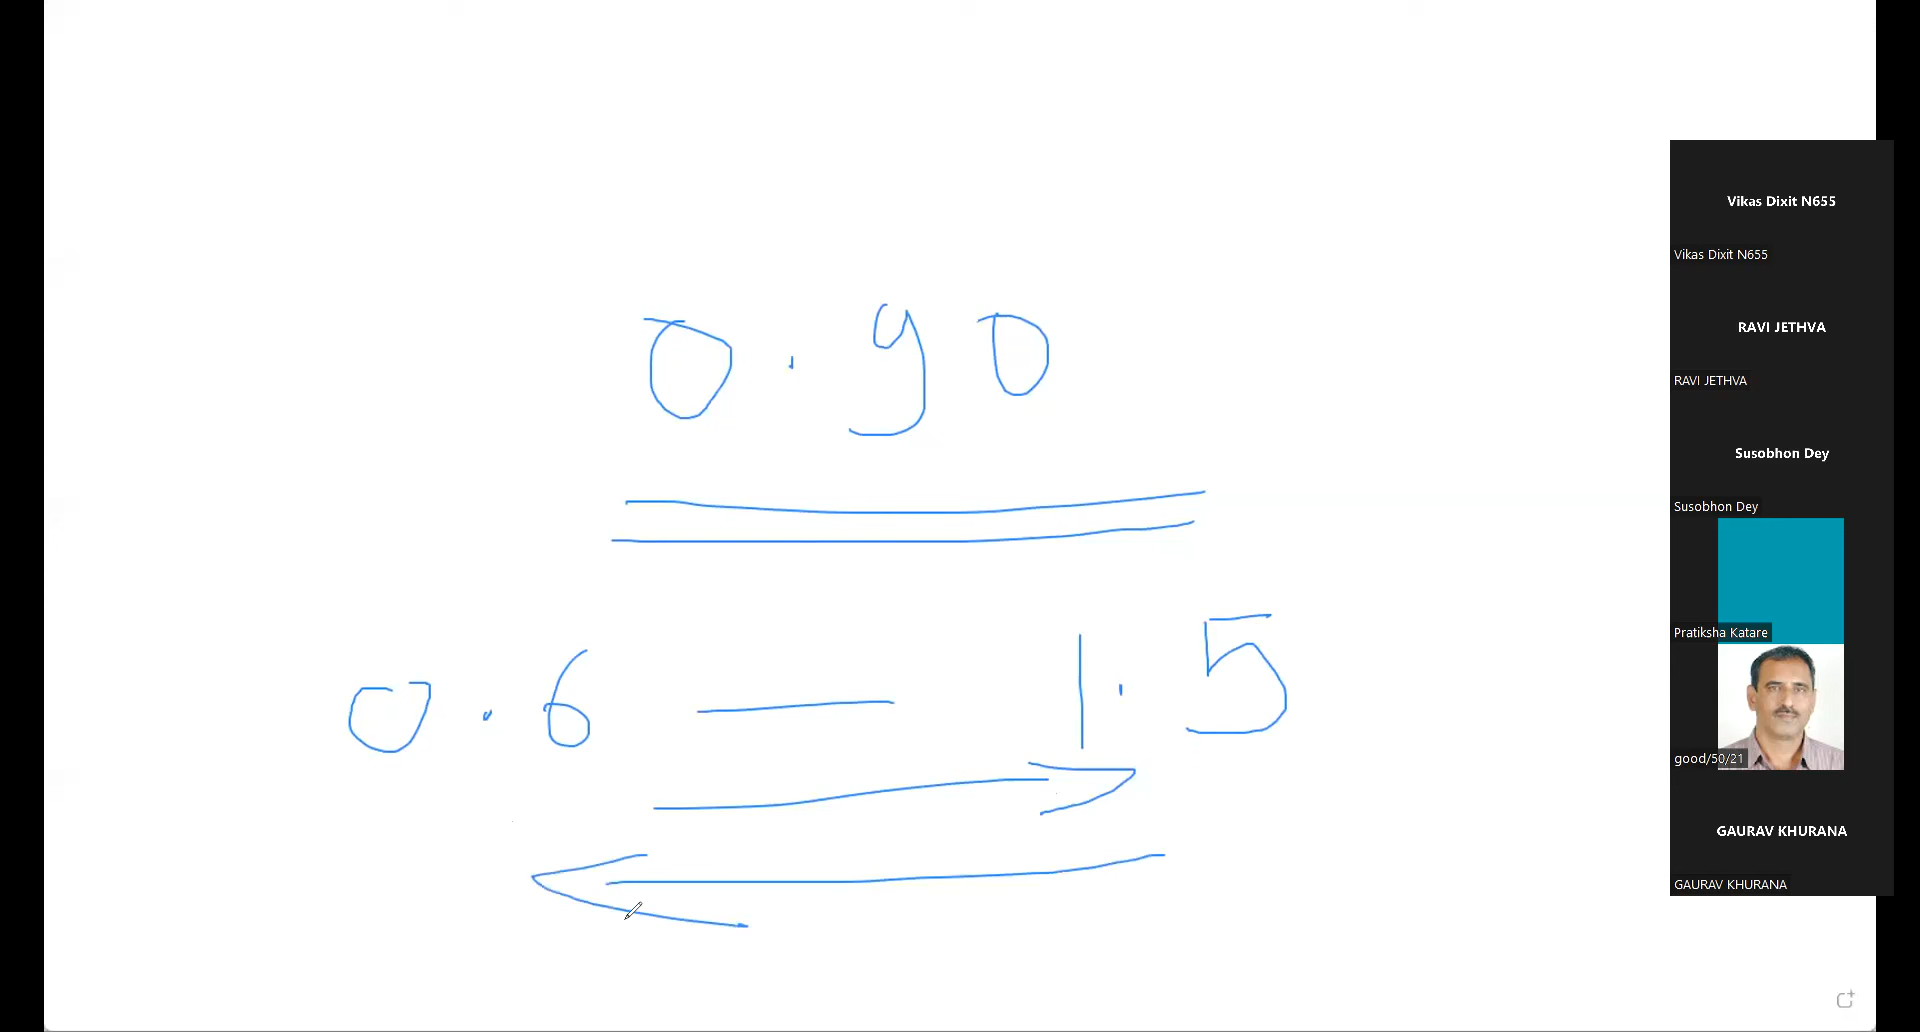 0.90
0.6 — 1.5
Vikas Dixit N655
Vikas Dixit N655
RAVI JETHVA
RAVI JETHVA
Susobhon Dey
Susobhon Dey
Pratiksha Katare
good/50/21
GAURAV KHURANA
GAURAV KHURANA